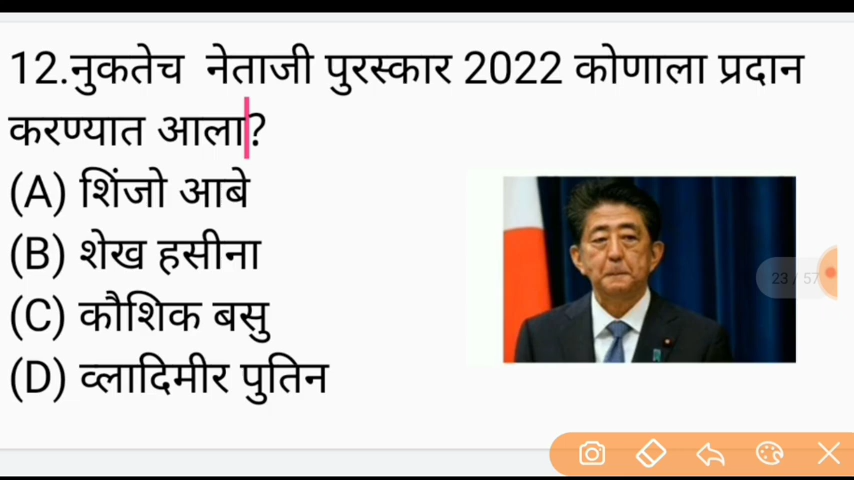 12.नुकतेच नेताजी पुरस्कार 2022 कोणाला प्रदान
करण्यात आला?
(A) शिंजो आबे
(B) शेख हसीना
(C) कौशिक बसु
(D) व्लादिमीर पुतिन
23 / 57